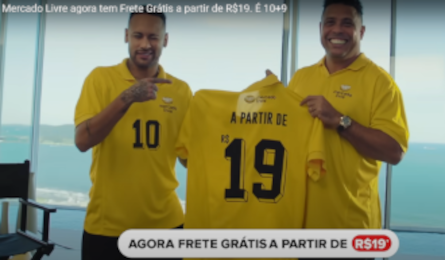 Mercado Livre agora tem Frete Grátis a partir de R$19. É 10+9
10
A PARTIR DE
R$
19
AGORA FRETE GRÁTIS A PARTIR DE R$19*